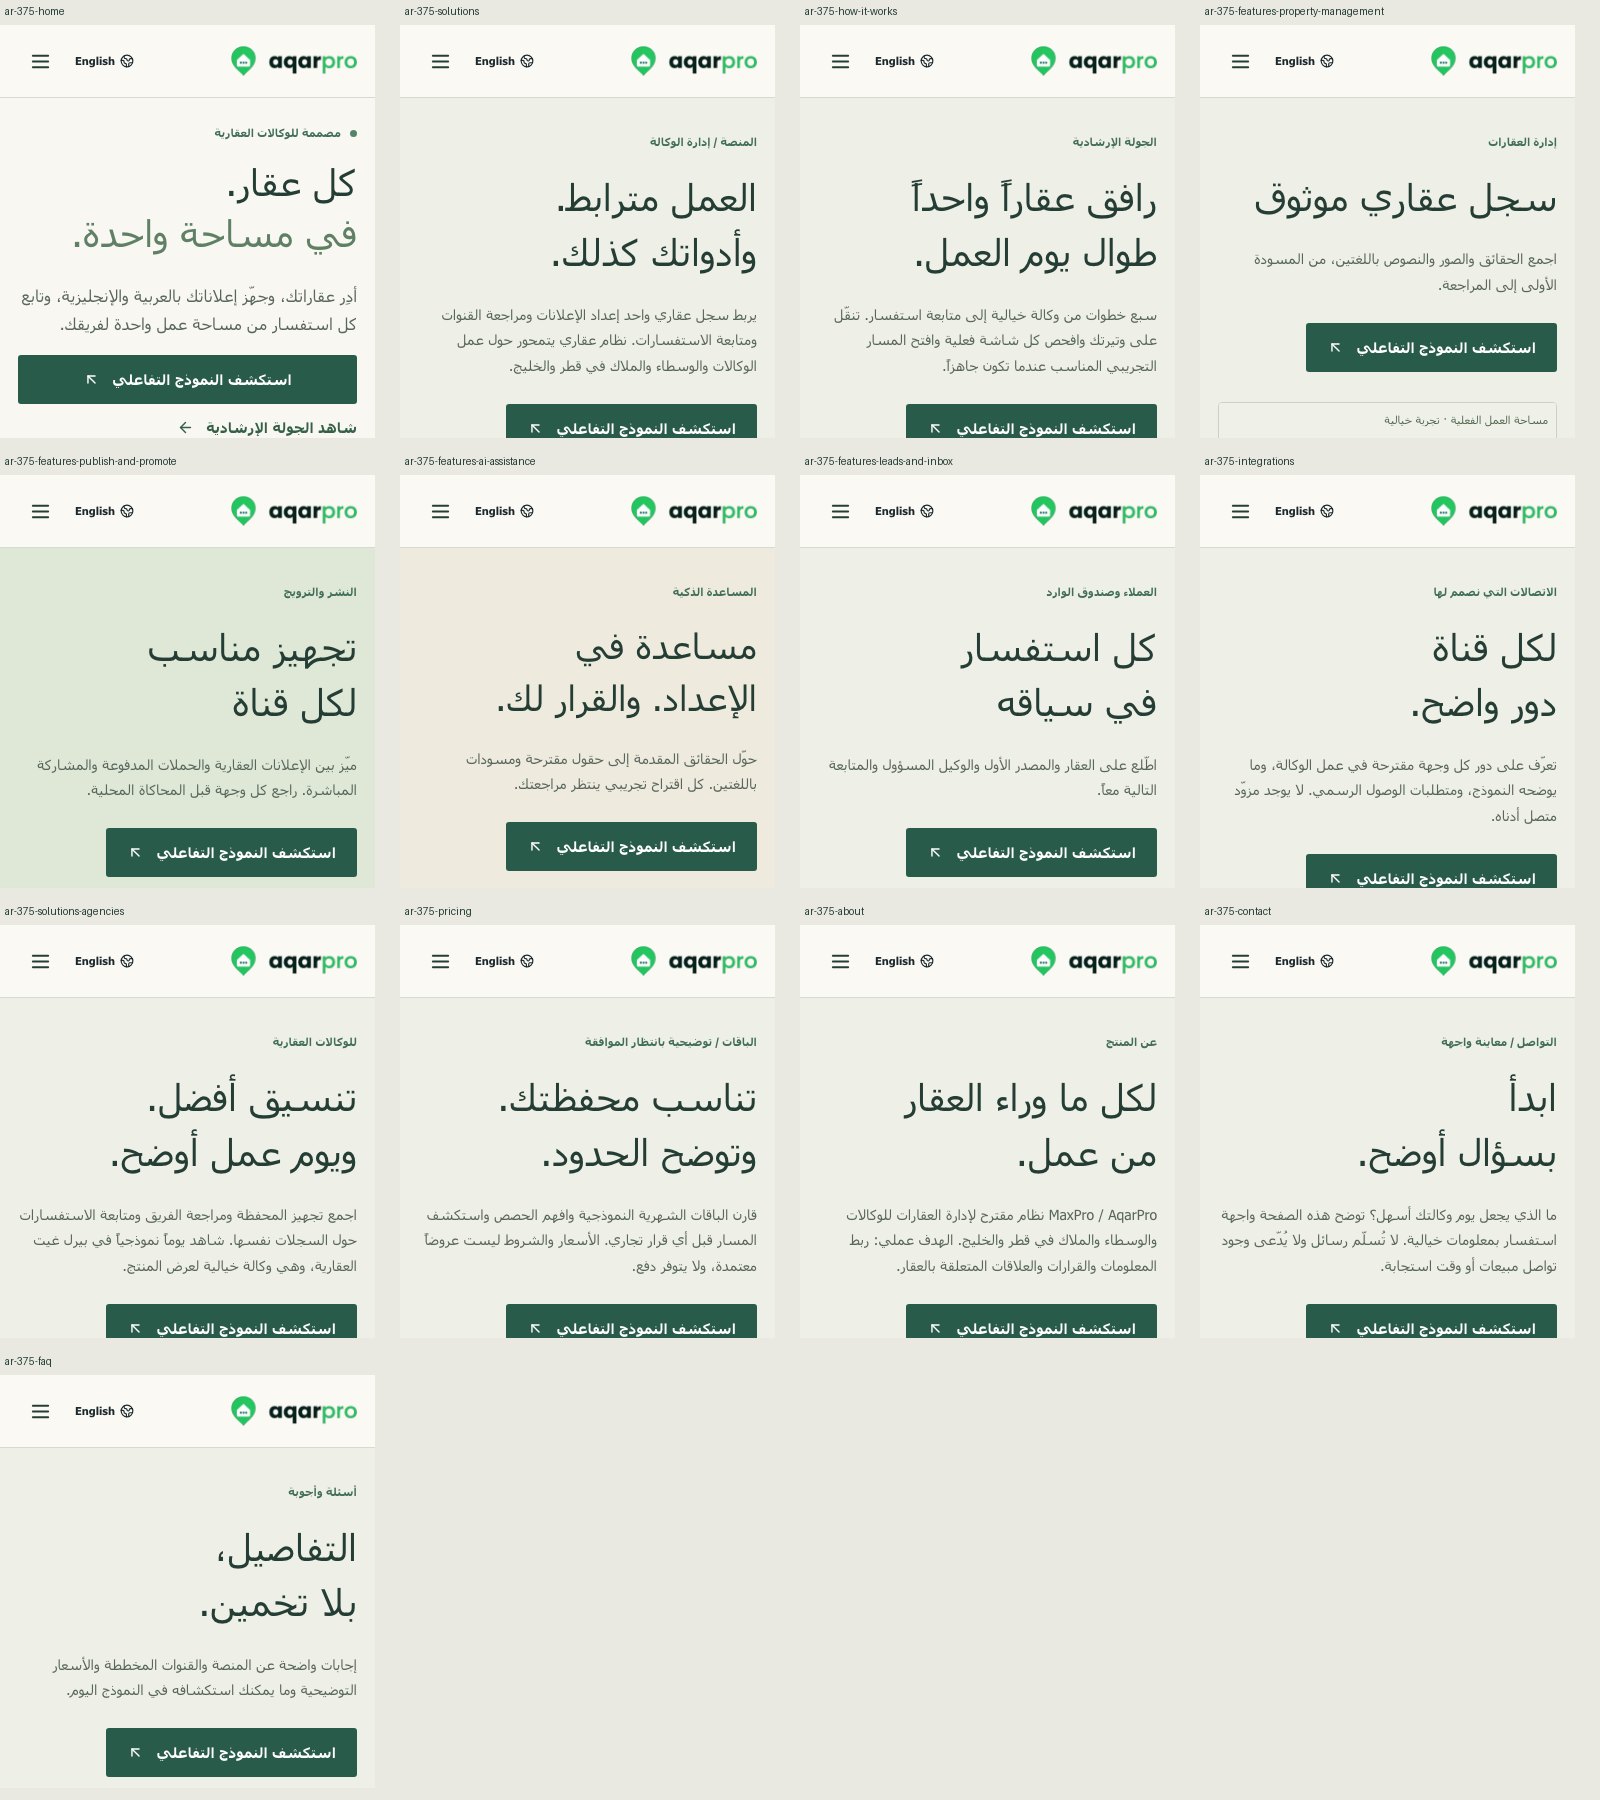 ar-375-home
English
aqarpro
مصممة للوكالات العقارية
كل عقار.
في مساحة واحدة.
أدِر عقاراتك، وجهّز إعلاناتك بالعربية والإنجليزية، وتابع
كل استفسار من مساحة عمل واحدة لفريقك.
استكشف النموذج التفاعلي
شاهد الجولة الإرشادية
ar-375-solutions
English
aqarpro
المنصة / إدارة الوكالة
العمل مترابط.
وأدواتك كذلك.
يربط سجل عقاري واحد إعداد الإعلانات ومراجعة القنوات
ومتابعة الاستفسارات. نظام عقاري يتمحور حول عمل
الوكالات والوسطاء والملاك في قطر والخليج.
استكشف النموذج التفاعلي
ar-375-how-it-works
English
aqarpro
الجولة الإرشادية
رافق عقاراً واحداً
طوال يوم العمل.
سبع خطوات من وكالة خيالية إلى متابعة استفسار. تنقّل
على وتيرتك وافحص كل شاشة فعلية وافتح المسار
التجريبي المناسب عندما تكون جاهزاً.
استكشف النموذج التفاعلي
ar-375-features-property-management
English
aqarpro
إدارة العقارات
سجل عقاري موثوق
اجمع الحقائق والصور والنصوص باللغتين، من المسودة
الأولى إلى المراجعة.
استكشف النموذج التفاعلي
مساحة العمل الفعلية · تجربة خيالية
ar-375-features-publish-and-promote
English
aqarpro
النشر والترويج
تجهيز مناسب
لكل قناة
ميّز بين الإعلانات العقارية والحملات المدفوعة والمشاركة
المباشرة. راجع كل وجهة قبل المحاكاة المحلية.
استكشف النموذج التفاعلي
ar-375-features-ai-assistance
English
aqarpro
المساعدة الذكية
مساعدة في
الإعداد. والقرار لك.
حوّل الحقائق المقدمة إلى حقول مقترحة ومسودات
باللغتين. كل اقتراح تجريبي ينتظر مراجعتك.
استكشف النموذج التفاعلي
ar-375-features-leads-and-inbox
English
aqarpro
العملاء وصندوق الوارد
كل استفسار
في سياقه
اطّلع على العقار والمصدر الأول والوكيل المسؤول والمتابعة
التالية معاً.
استكشف النموذج التفاعلي
ar-375-integrations
English
aqarpro
الاتصالات التي نصمم لها
لكل قناة
دور واضح.
تعرّف على دور كل وجهة مقترحة في عمل الوكالة، وما
يوضحه النموذج، ومتطلبات الوصول الرسمي. لا يوجد مزوّد
متصل أدناه.
استكشف النموذج التفاعلي
ar-375-solutions-agencies
English
aqarpro
للوكالات العقارية
تنسيق أفضل.
ويوم عمل أوضح.
اجمع تجهيز المحفظة ومراجعة الفريق ومتابعة الاستفسارات
حول السجلات نفسها. شاهد يوماً نموذجياً في بيرل غيت
العقارية، وهي وكالة خيالية لعرض المنتج.
استكشف النموذج التفاعلي
ar-375-pricing
English
aqarpro
الباقات / توضيحية بانتظار الموافقة
تناسب محفظتك.
وتوضح الحدود.
قارن الباقات الشهرية النموذجية وافهم الحصص واستكشف
المسار قبل أي قرار تجاري. الأسعار والشروط ليست عروضاً
معتمدة، ولا يتوفر دفع.
استكشف النموذج التفاعلي
ar-375-about
English
aqarpro
عن المنتج
لكل ما وراء العقار
من عمل.
MaxPro / AqarPro نظام مقترح لإدارة العقارات للوكالات
والوسطاء والملاك في قطر والخليج. الهدف عملي: ربط
المعلومات والقرارات والعلاقات المتعلقة بالعقار.
استكشف النموذج التفاعلي
ar-375-contact
English
aqarpro
التواصل / معاينة واجهة
ابدأ
بسؤال أوضح.
ما الذي يجعل يوم وكالتك أسهل؟ توضح هذه الصفحة واجهة
استفسار بمعلومات خيالية. لا تُسلّم رسائل ولا يُدّعى وجود
تواصل مبيعات أو وقت استجابة.
استكشف النموذج التفاعلي
ar-375-faq
English
aqarpro
أسئلة وأجوبة
التفاصيل،
بلا تخمين.
إجابات واضحة عن المنصة والقنوات المخططة والأسعار
التوضيحية وما يمكنك استكشافه في النموذج اليوم.
استكشف النموذج التفاعلي